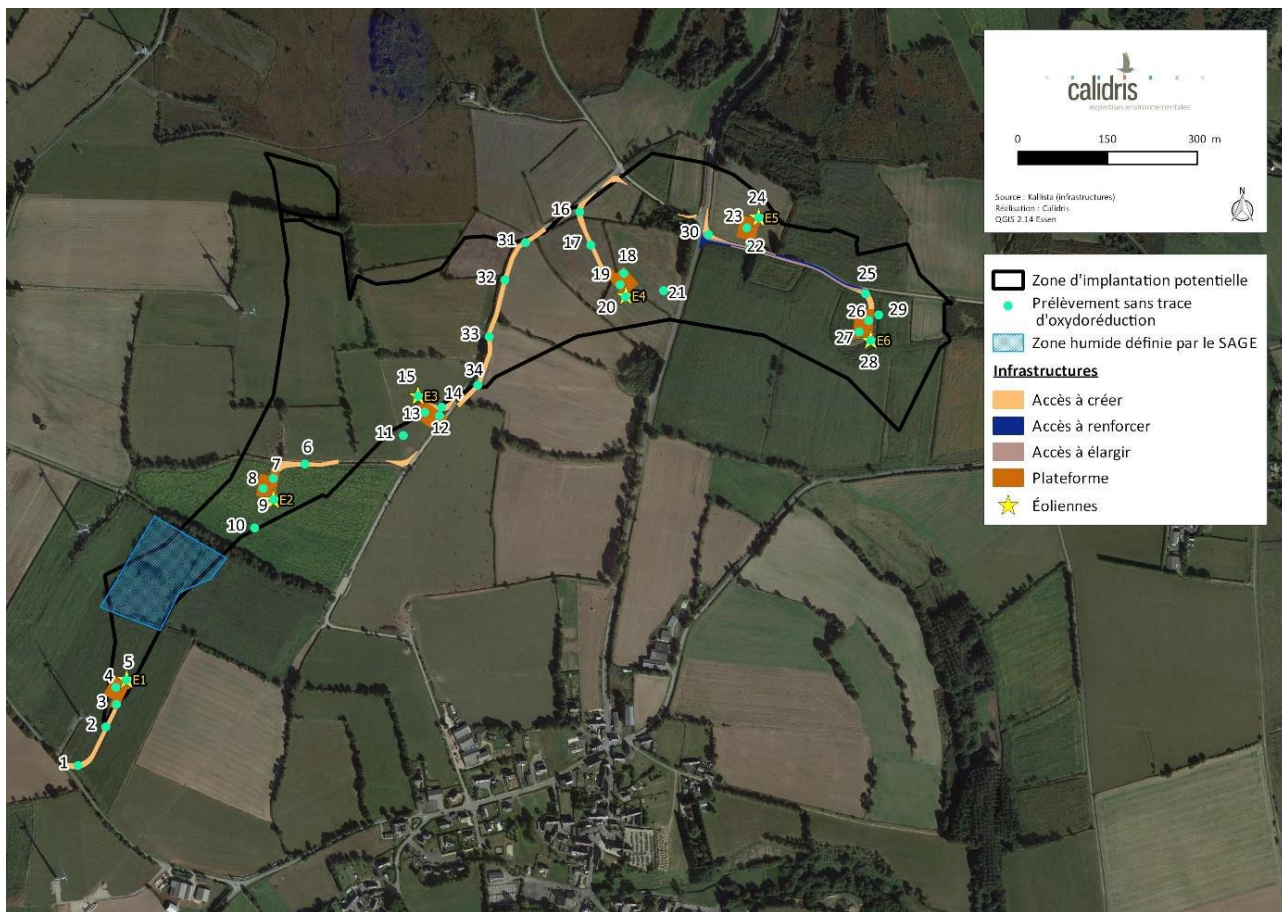 calidris
expertises environnementales
0 150 300 m
Source : Kallista (infrastructures)
Réalisation : Calidris
QGIS 2.14 Essen
N
Zone d'implantation potentielle
Prélèvement sans trace
d'oxydoréduction
Zone humide définie par le SAGE
Infrastructures
Accès à créer
Accès à renforcer
Accès à élargir
Plateforme
Éoliennes
24
E5
23
22
30
16
31
17
18
19
20
E4
21
32
25
29
26
27
E6
28
33
34
15
E3
14
13
12
11
6
7
8
9
E2
10
5
4
E1
3
2
1